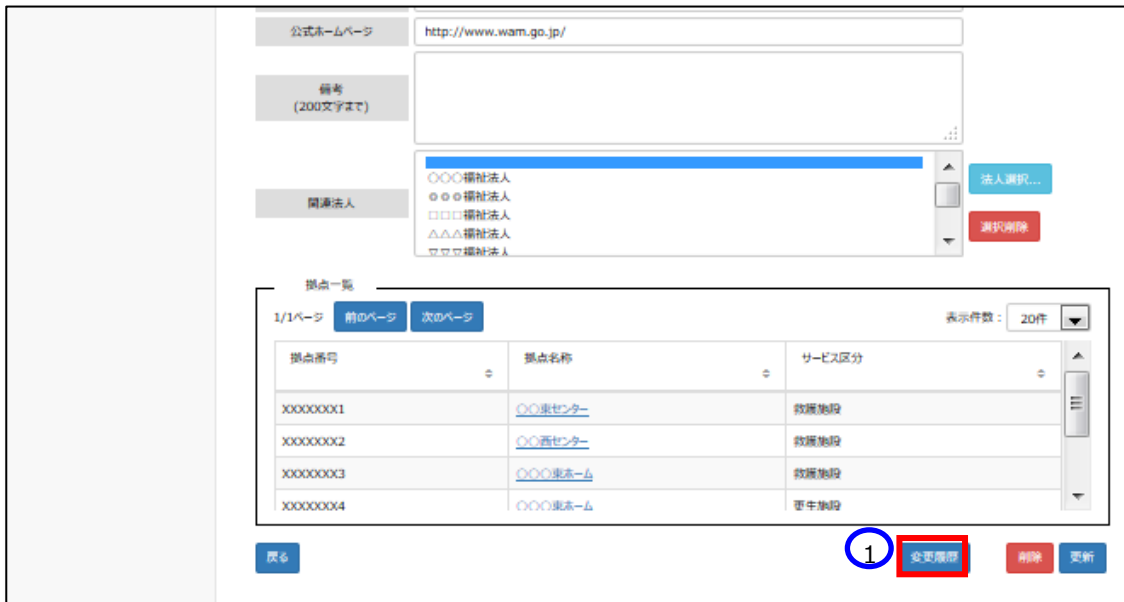 公式ホームページ http://www.wam.go.jp/
備考
(200文字まで)
関連法人
○○○福祉法人
◎◎◎福祉法人
□□□福祉法人
△△△福祉法人
▽▽▽福祉法人
法人選択...
選択削除
拠点一覧
1/1ページ 前のページ 次のページ 表示件数： 20件
拠点番号 拠点名称 サービス区分
XXXXXXX1 ○○東センター 救護施設
XXXXXXX2 ○○西センター 救護施設
XXXXXXX3 ○○○東ホーム 救護施設
XXXXXXX4 ○○○東ホーム 更生施設
戻る 1 変更履歴 削除 更新